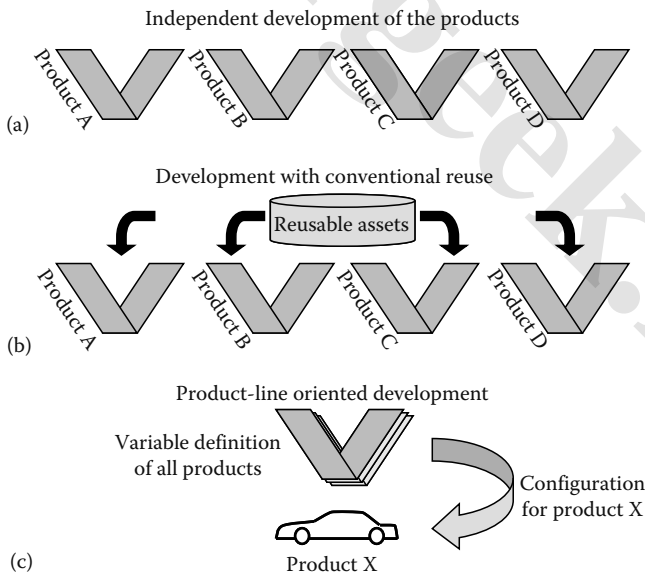 Independent development of the products
Product A
Product B
Product C
Product D
(a)
Development with conventional reuse
Reusable assets
Product A
Product B
Product C
Product D
(b)
Product-line oriented development
Variable definition
of all products
Configuration
for product X
Product X
(c)